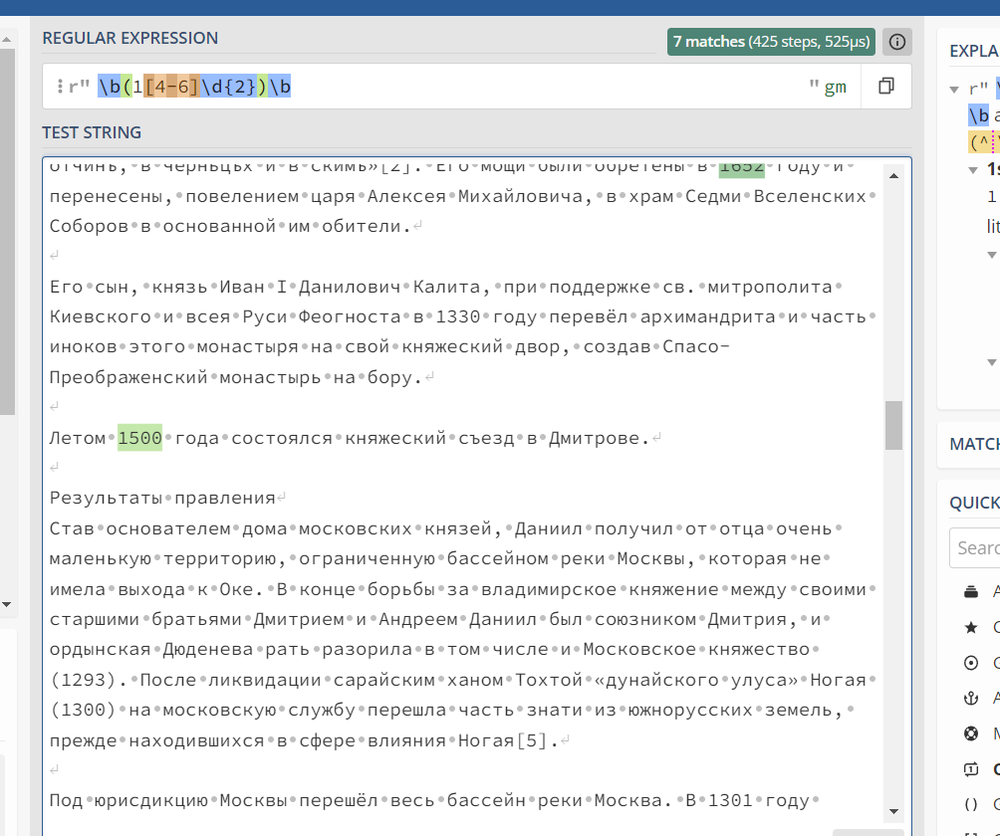 REGULAR EXPRESSION
7 matches (425 steps, 525µs)
r" \b(1[4-6]\d{2})\b " gm
TEST STRING
отчинь, в черньцьх и в скимь»[2]. Его мощи были обретены в 1652 году и
перенесены, повелением царя Алексея Михайловича, в храм Седми Вселенских
Соборов в основанной им обители.
Его сын, князь Иван I Данилович Калита, при поддержке св. митрополита
Киевского и всея Руси Феогноста в 1330 году перевёл архимандрита и часть
иноков этого монастыря на свой княжеский двор, создав Спасо-
Преображенский монастырь на бору.
Летом 1500 года состоялся княжеский съезд в Дмитрове.
Результаты правления
Став основателем дома московских князей, Даниил получил от отца очень
маленькую территорию, ограниченную бассейном реки Москвы, которая не
имела выхода к Оке. В конце борьбы за владимирское княжение между своими
старшими братьями Дмитрием и Андреем Даниил был союзником Дмитрия, и
ордынская Дюденева рать разорила в том числе и Московское княжество
(1293). После ликвидации сарайским ханом Тохтой «дунайского улуса» Ногая
(1300) на московскую службу перешла часть знати из южнорусских земель,
прежде находившихся в сфере влияния Ногая[5].
Под юрисдикцию Москвы перешёл весь бассейн реки Москва. В 1301 году
EXPLA
r" \
\b a
(^
1s
1
lit
MATCH
QUICK
Searc